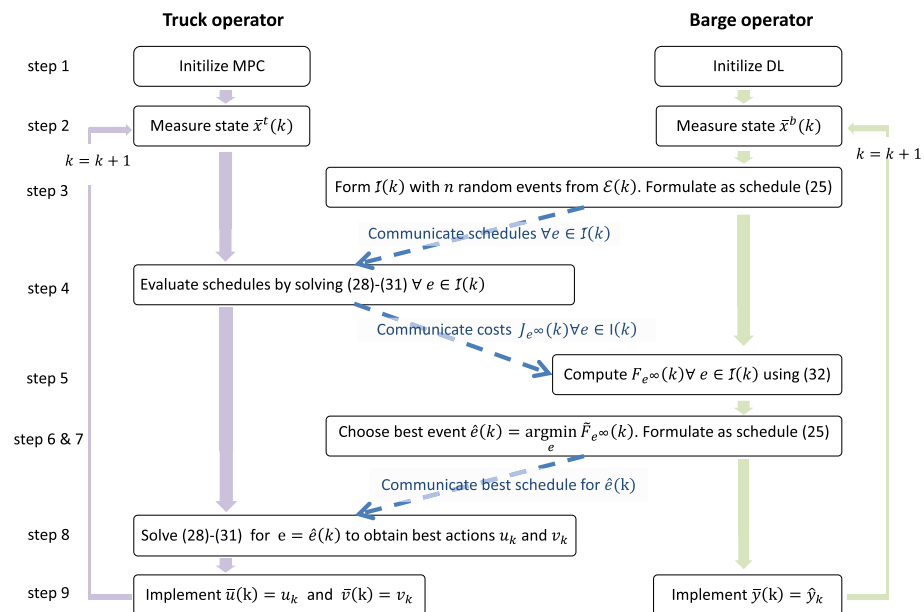 Truck operator
Barge operator
step 1
Initilize MPC
Initilize DL
step 2
Measure state x̄ᵗ(k)
Measure state x̄ᵇ(k)
k = k + 1
k = k + 1
step 3
Form ℐ(k) with n random events from ℰ(k). Formulate as schedule (25)
Communicate schedules ∀e ∈ ℐ(k)
step 4
Evaluate schedules by solving (28)-(31) ∀ e ∈ ℐ(k)
Communicate costs J_{e^∞}(k)∀e ∈ I(k)
step 5
Compute F_{e^∞}(k)∀ e ∈ ℐ(k) using (32)
step 6 & 7
Choose best event ê(k) = argmin F̃_{e^∞}(k). Formulate as schedule (25)
e
Communicate best schedule for ê(k)
step 8
Solve (28)-(31) for e = ê(k) to obtain best actions u_k and v_k
step 9
Implement ū(k) = u_k and v̄(k) = v_k
Implement ȳ(k) = ŷ_k